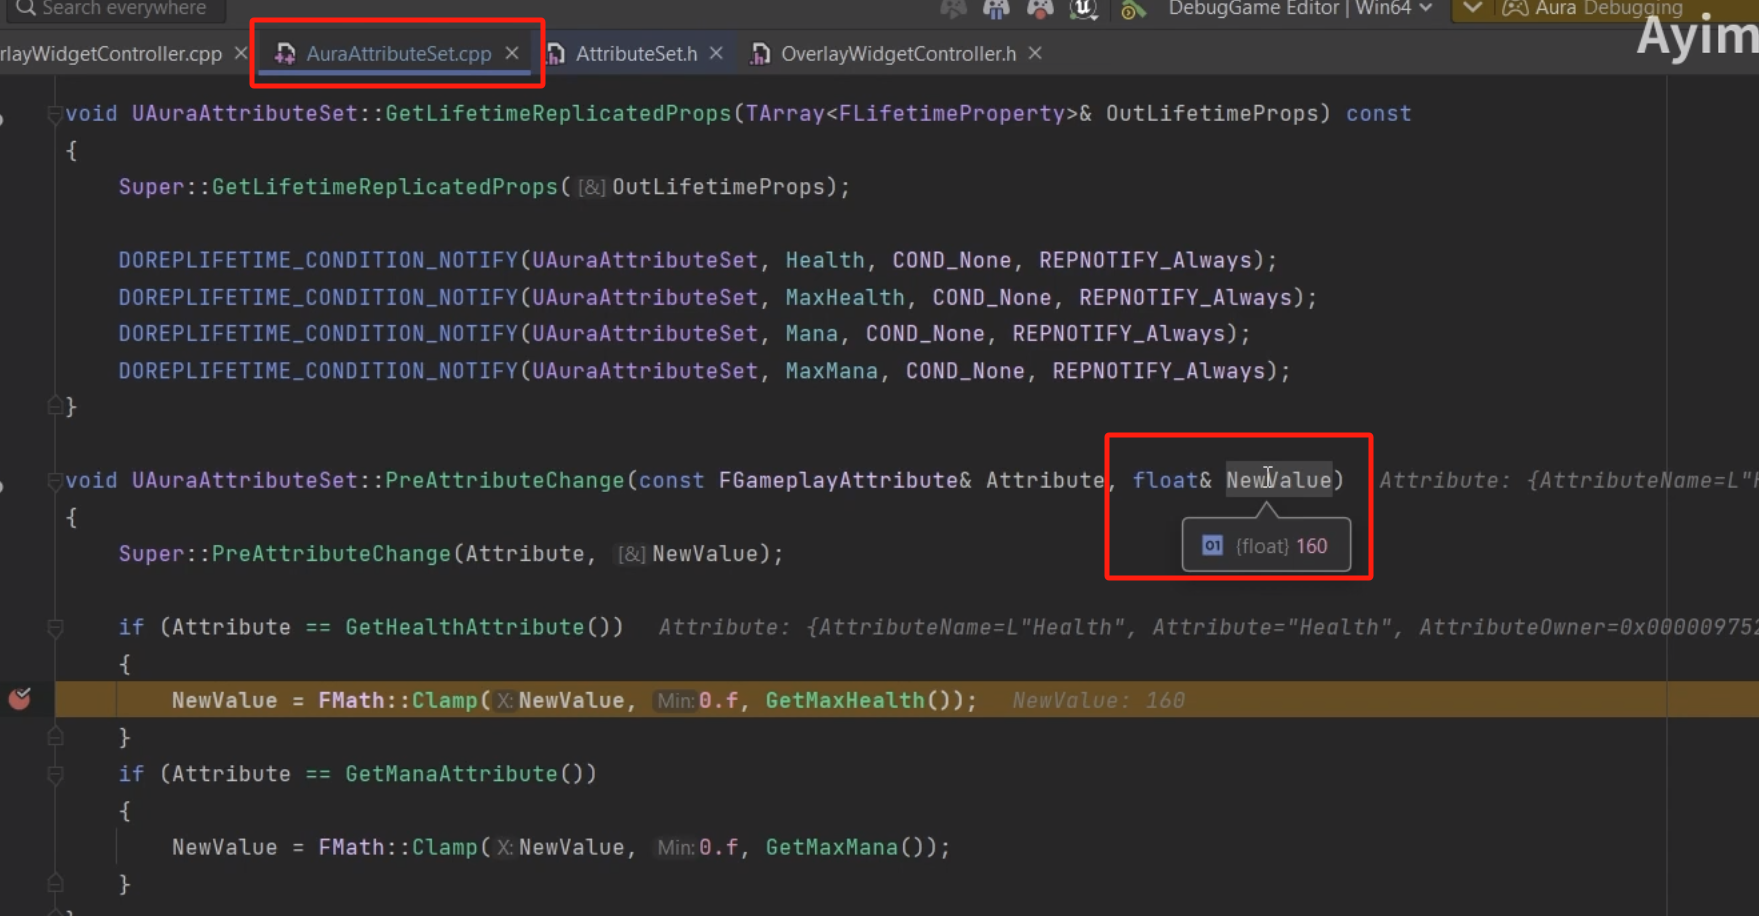 Search everywhere
DebugGame Editor | Win64
Aura Debugging
Ayim
rlayWidgetController.cpp
AuraAttributeSet.cpp
AttributeSet.h
OverlayWidgetController.h
void UAuraAttributeSet::GetLifetimeReplicatedProps(TArray<FLifetimeProperty>& OutLifetimeProps) const
{
Super::GetLifetimeReplicatedProps([&]OutLifetimeProps);
DOREPLIFETIME_CONDITION_NOTIFY(UAuraAttributeSet, Health, COND_None, REPNOTIFY_Always);
DOREPLIFETIME_CONDITION_NOTIFY(UAuraAttributeSet, MaxHealth, COND_None, REPNOTIFY_Always);
DOREPLIFETIME_CONDITION_NOTIFY(UAuraAttributeSet, Mana, COND_None, REPNOTIFY_Always);
DOREPLIFETIME_CONDITION_NOTIFY(UAuraAttributeSet, MaxMana, COND_None, REPNOTIFY_Always);
}
void UAuraAttributeSet::PreAttributeChange(const FGameplayAttribute& Attribute, float& NewValue) Attribute: {AttributeName=L"H
{
01 {float} 160
Super::PreAttributeChange(Attribute, [&]NewValue);
if (Attribute == GetHealthAttribute()) Attribute: {AttributeName=L"Health", Attribute="Health", AttributeOwner=0x000009752
{
NewValue = FMath::Clamp(X:NewValue, Min:0.f, GetMaxHealth()); NewValue: 160
}
if (Attribute == GetManaAttribute())
{
NewValue = FMath::Clamp(X:NewValue, Min:0.f, GetMaxMana());
}